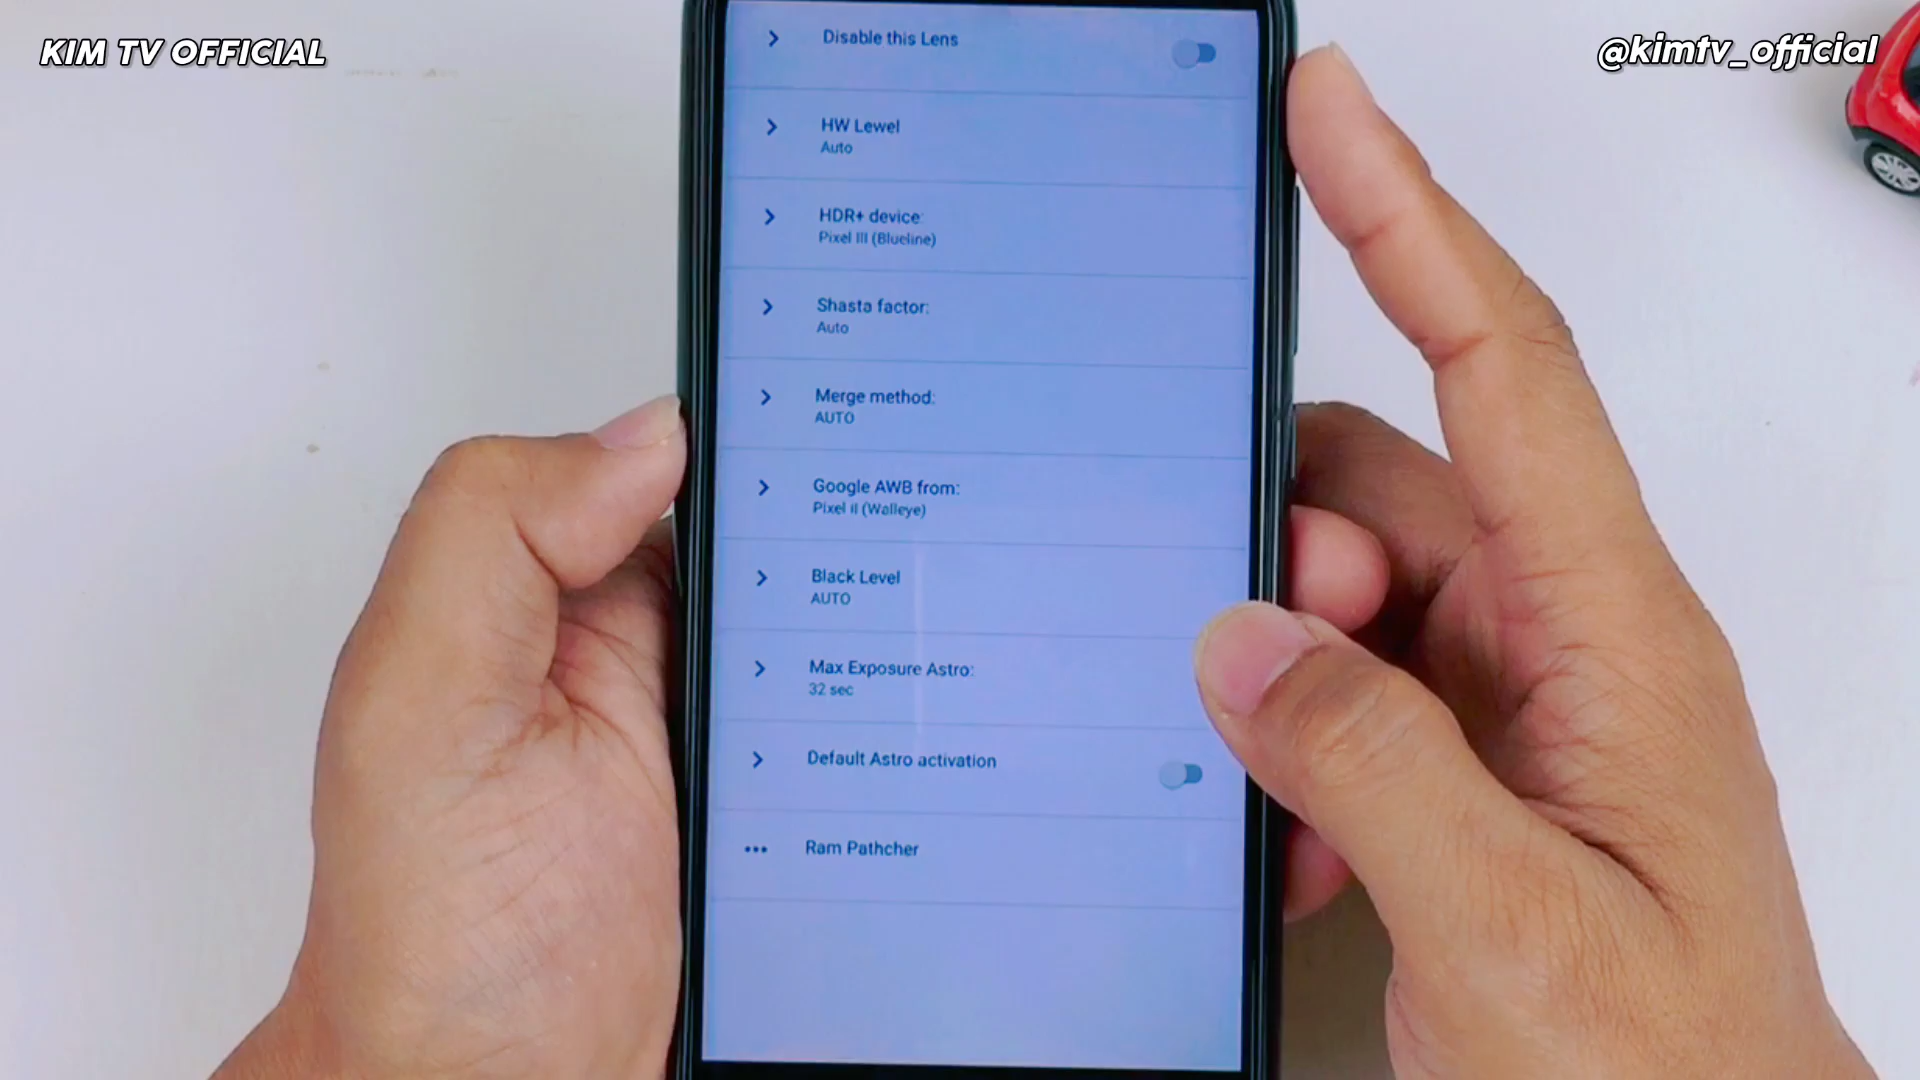 KIM TV OFFICIAL
@kimtv_official
Disable this Lens
HW Lewel
Auto
HDR+ device:
Pixel III (Blueline)
Shasta factor:
Auto
Merge method:
AUTO
Google AWB from:
Pixel II (Walleye)
Black Level
AUTO
Max Exposure Astro:
32 sec
Default Astro activation
Ram Pathcher